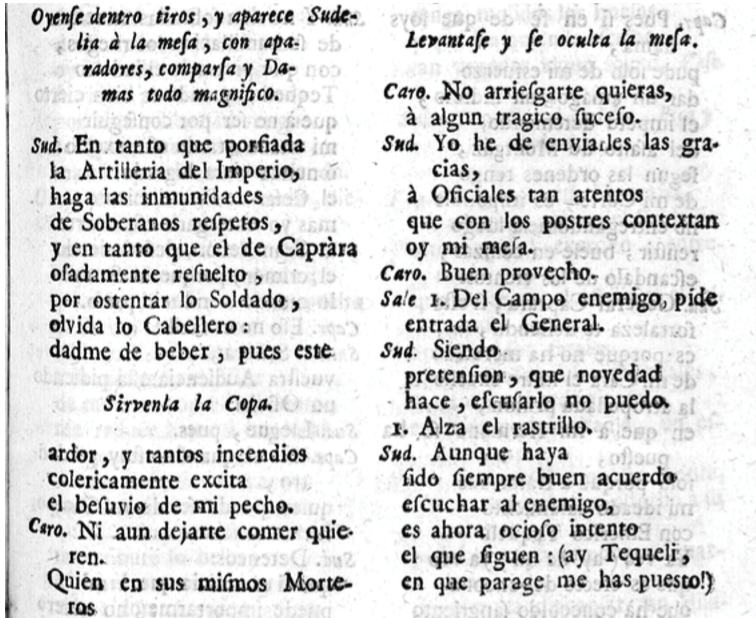 Oyense dentro tiros, y aparece Sude-
lia à la mesa, con apa-
radores, comparsa y Da-
mas todo magnifico.
Sud. En tanto que porfiada
la Artilleria del Imperio,
haga las inmunidades
de Soberanos respetos,
y en tanto que el de Capràra
osadamente resuelto,
por ostentar lo Soldado,
olvida lo Cabellero:
dadme de beber, pues este
Sirvenla la Copa.
ardor, y tantos incendios
colericamente excita
el besuvio de mi pecho.
Caro. Ni aun dejarte comer quie-
ren.
Quien en sus mismos Morte-
ros
Levantase y se oculta la mesa.
Caro. No arriesgarte quieras,
à algun tragico suceso.
Sud. Yo he de enviarles las gra-
cias,
à Oficiales tan atentos
que con los postres contextan
oy mi mesa.
Caro. Buen provecho.
Sale 1. Del Campo enemigo, pide
entrada el General.
Sud. Siendo
pretension, que novedad
hace, escusarlo no puedo.
1. Alza el rastrillo.
Sud. Aunque haya
sido siempre buen acuerdo
escuchar al enemigo,
es ahora ocioso intento
el que siguen: (ay Tequeli,
en que parage me has puesto!)